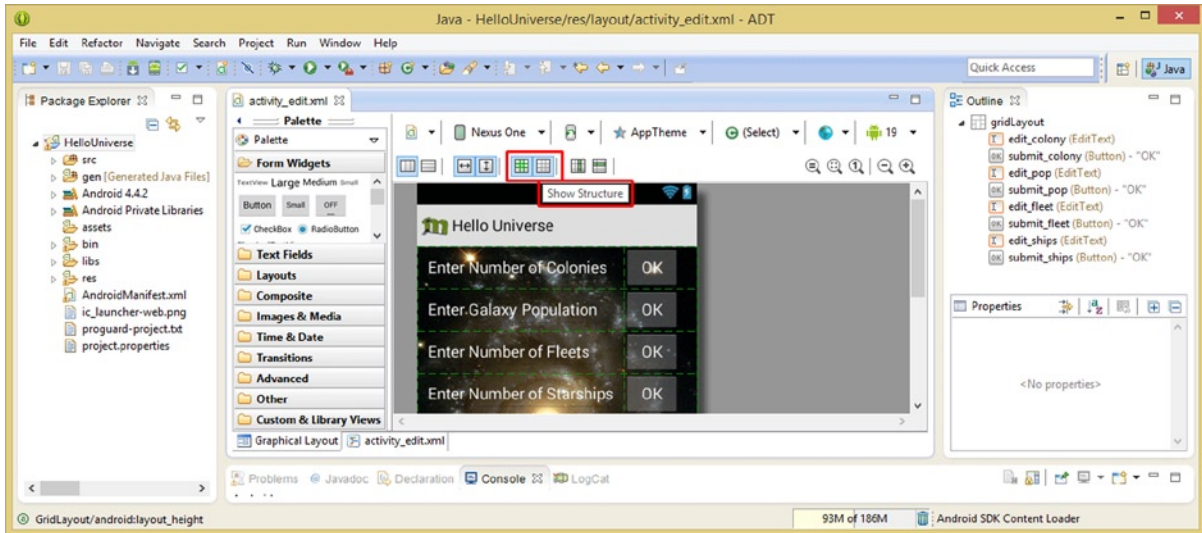 Java - HelloUniverse/res/layout/activity_edit.xml - ADT
File Edit Refactor Navigate Search Project Run Window Help
Quick Access
Java
Package Explorer
HelloUniverse
src
gen [Generated Java Files]
Android 4.4.2
Android Private Libraries
assets
bin
libs
res
AndroidManifest.xml
ic_launcher-web.png
proguard-project.txt
project.properties
activity_edit.xml
Palette
Palette
Form Widgets
TextView Large Medium Small
Button Small OFF
CheckBox RadioButton
Text Fields
Layouts
Composite
Images & Media
Time & Date
Transitions
Advanced
Other
Custom & Library Views
Graphical Layout activity_edit.xml
Nexus One AppTheme (Select) 19
Show Structure
Hello Universe
Enter Number of Colonies OK
Enter Galaxy Population OK
Enter Number of Fleets OK
Enter Number of Starships OK
Outline
gridLayout
edit_colony (EditText)
submit_colony (Button) - "OK"
edit_pop (EditText)
submit_pop (Button) - "OK"
edit_fleet (EditText)
submit_fleet (Button) - "OK"
edit_ships (EditText)
submit_ships (Button) - "OK"
Properties
<No properties>
Problems @ Javadoc Declaration Console LogCat
GridLayout/android:layout_height
93M of 186M
Android SDK Content Loader